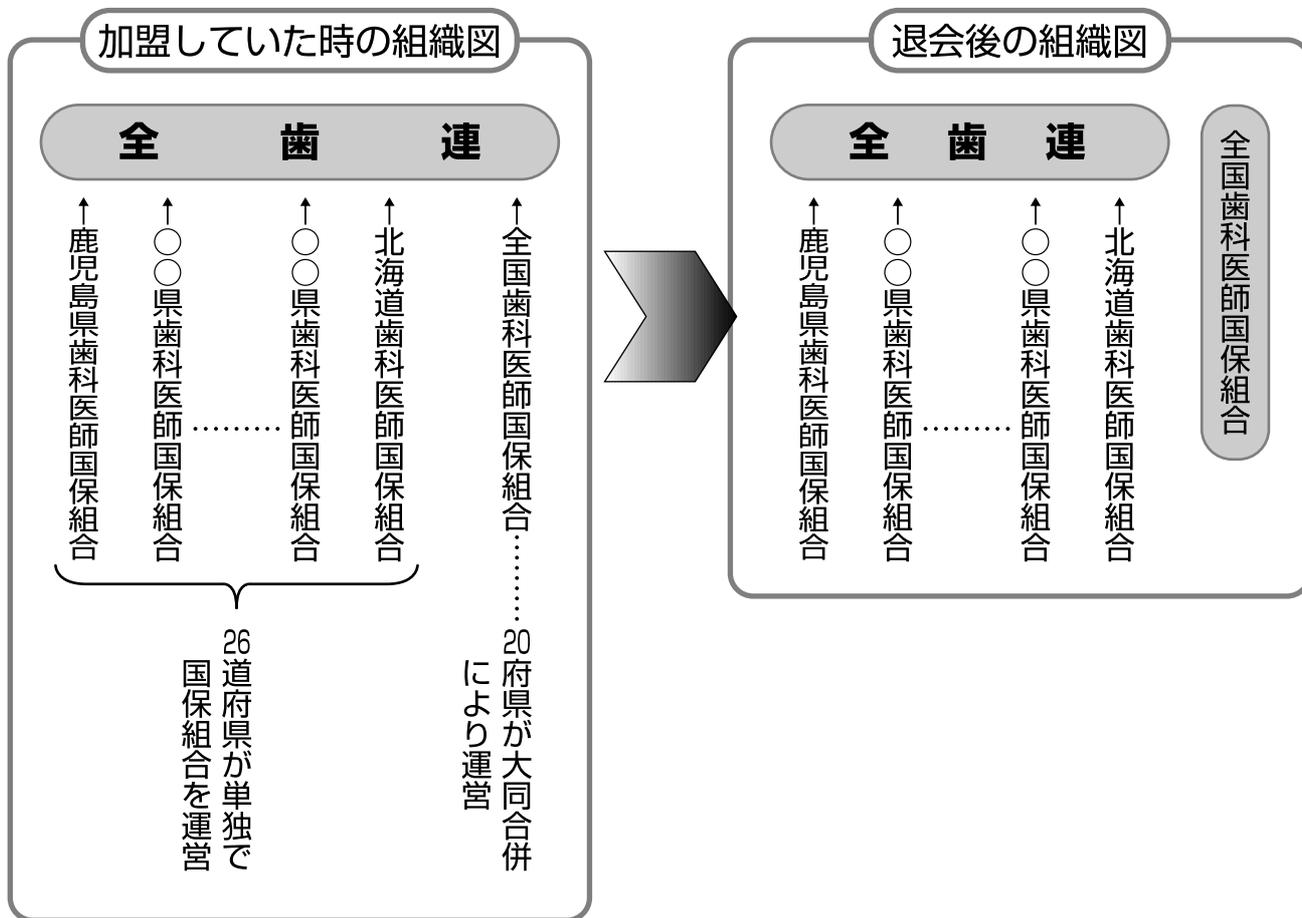 加盟していた時の組織図
全歯連
全国歯科医師国保組合………20府県が大同合併
により運営
北海道歯科医師国保組合
〇〇県歯科医師国保組合
………
〇〇県歯科医師国保組合
鹿児島県歯科医師国保組合
26道府県が単独で
国保組合を運営
退会後の組織図
全国歯科医師国保組合
全歯連
北海道歯科医師国保組合
〇〇県歯科医師国保組合
………
〇〇県歯科医師国保組合
鹿児島県歯科医師国保組合